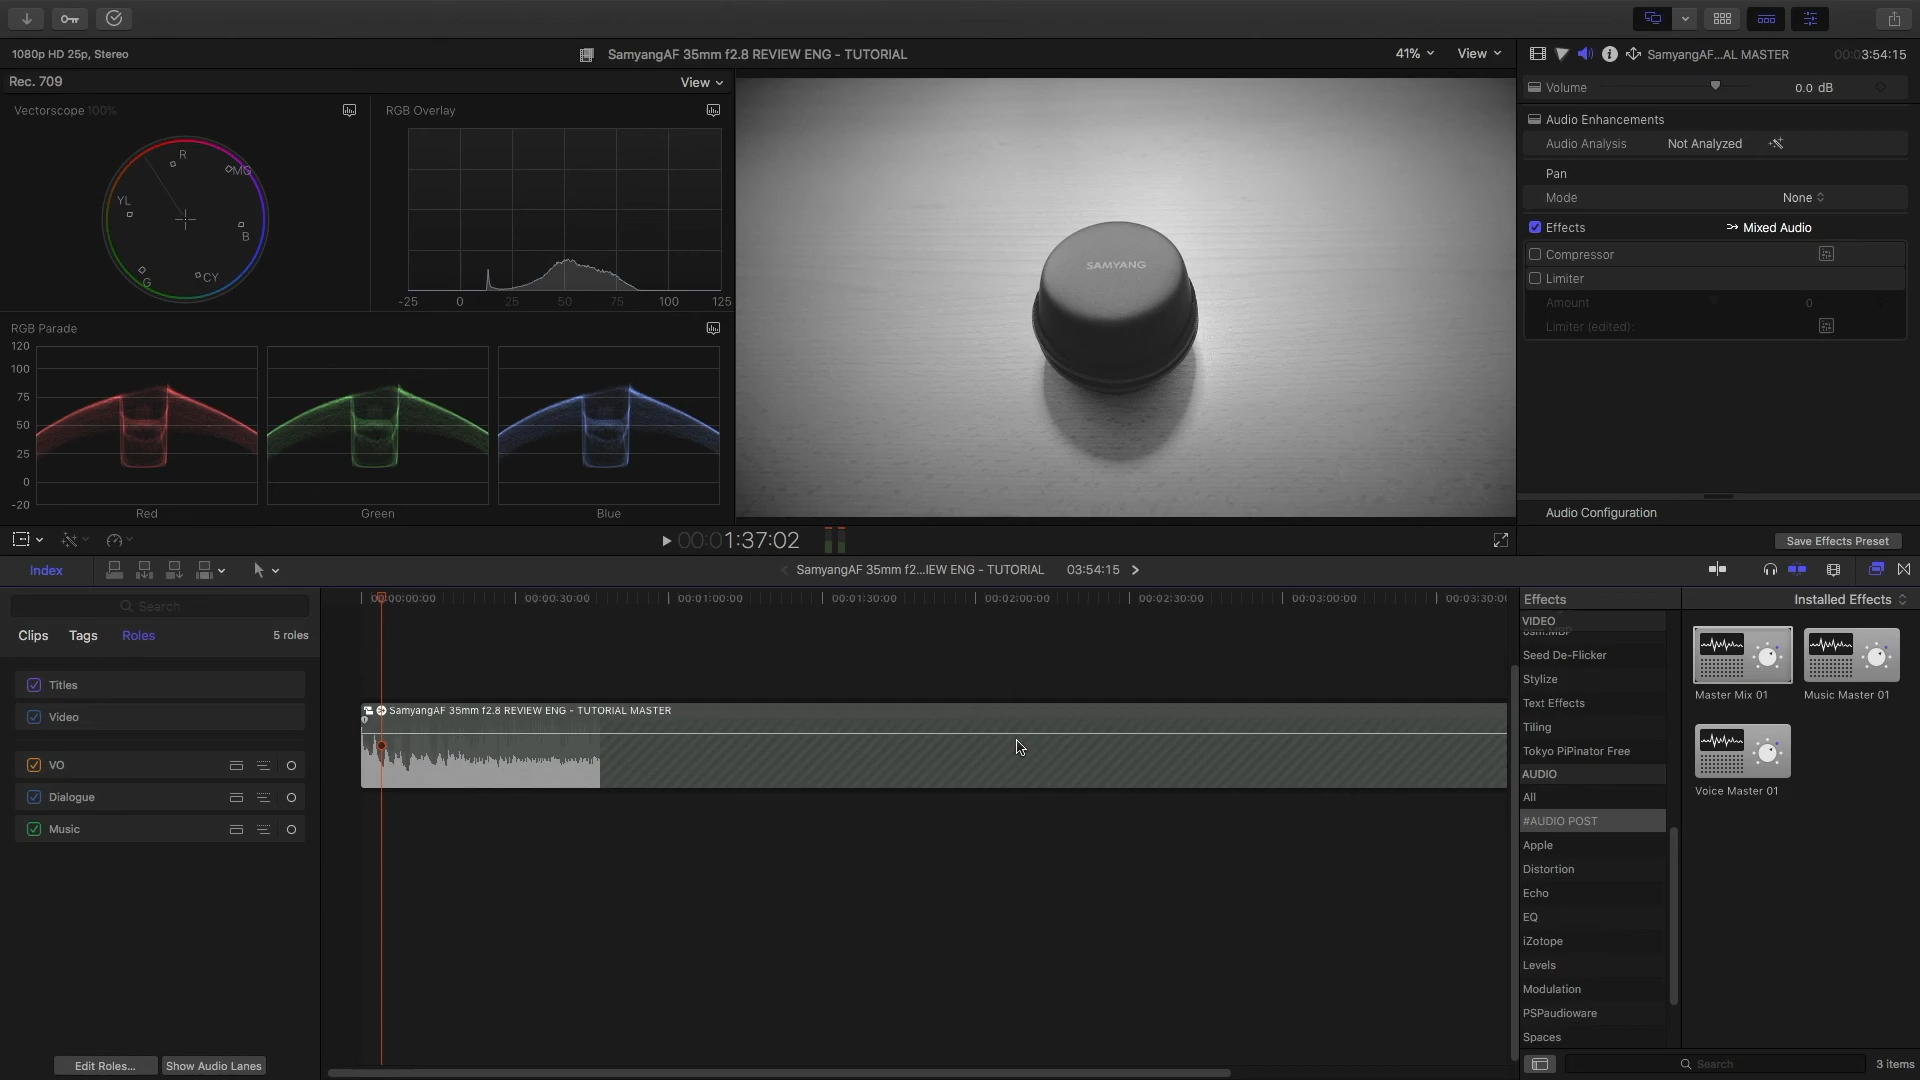 1080p HD 25p, Stereo
SamyangAF 35mm f2.8 REVIEW ENG - TUTORIAL
41%
View
SamyangAF...AL MASTER
00:03:54:15
Rec. 709
View
Volume
0.0 dB
Vectorscope 100%
RGB Overlay
Audio Enhancements
Audio Analysis
Not Analyzed
Pan
Mode
None
Effects
Mixed Audio
Compressor
Limiter
Amount
0
Limiter (edited):
R
MG
YL
B
G
CY
-25
0
25
50
75
100
125
SAMYANG
RGB Parade
120
100
75
50
25
0
-20
Red
Green
Blue
Audio Configuration
00:01:37:02
Save Effects Preset
Index
SamyangAF 35mm f2...IEW ENG - TUTORIAL
03:54:15
Search
00:00:00:00
00:00:30:00
00:01:00:00
00:01:30:00
00:02:00:00
00:02:30:00
00:03:00:00
00:03:30:0
Effects
Installed Effects
Clips
Tags
Roles
5 roles
Titles
Video
VO
Dialogue
Music
SamyangAF 35mm f2.8 REVIEW ENG - TUTORIAL MASTER
VIDEO
Seed De-Flicker
Stylize
Text Effects
Tiling
Tokyo PiPinator Free
AUDIO
All
#AUDIO POST
Apple
Distortion
Echo
EQ
iZotope
Levels
Modulation
PSPaudioware
Spaces
Master Mix 01
Music Master 01
Voice Master 01
Edit Roles...
Show Audio Lanes
Search
3 items